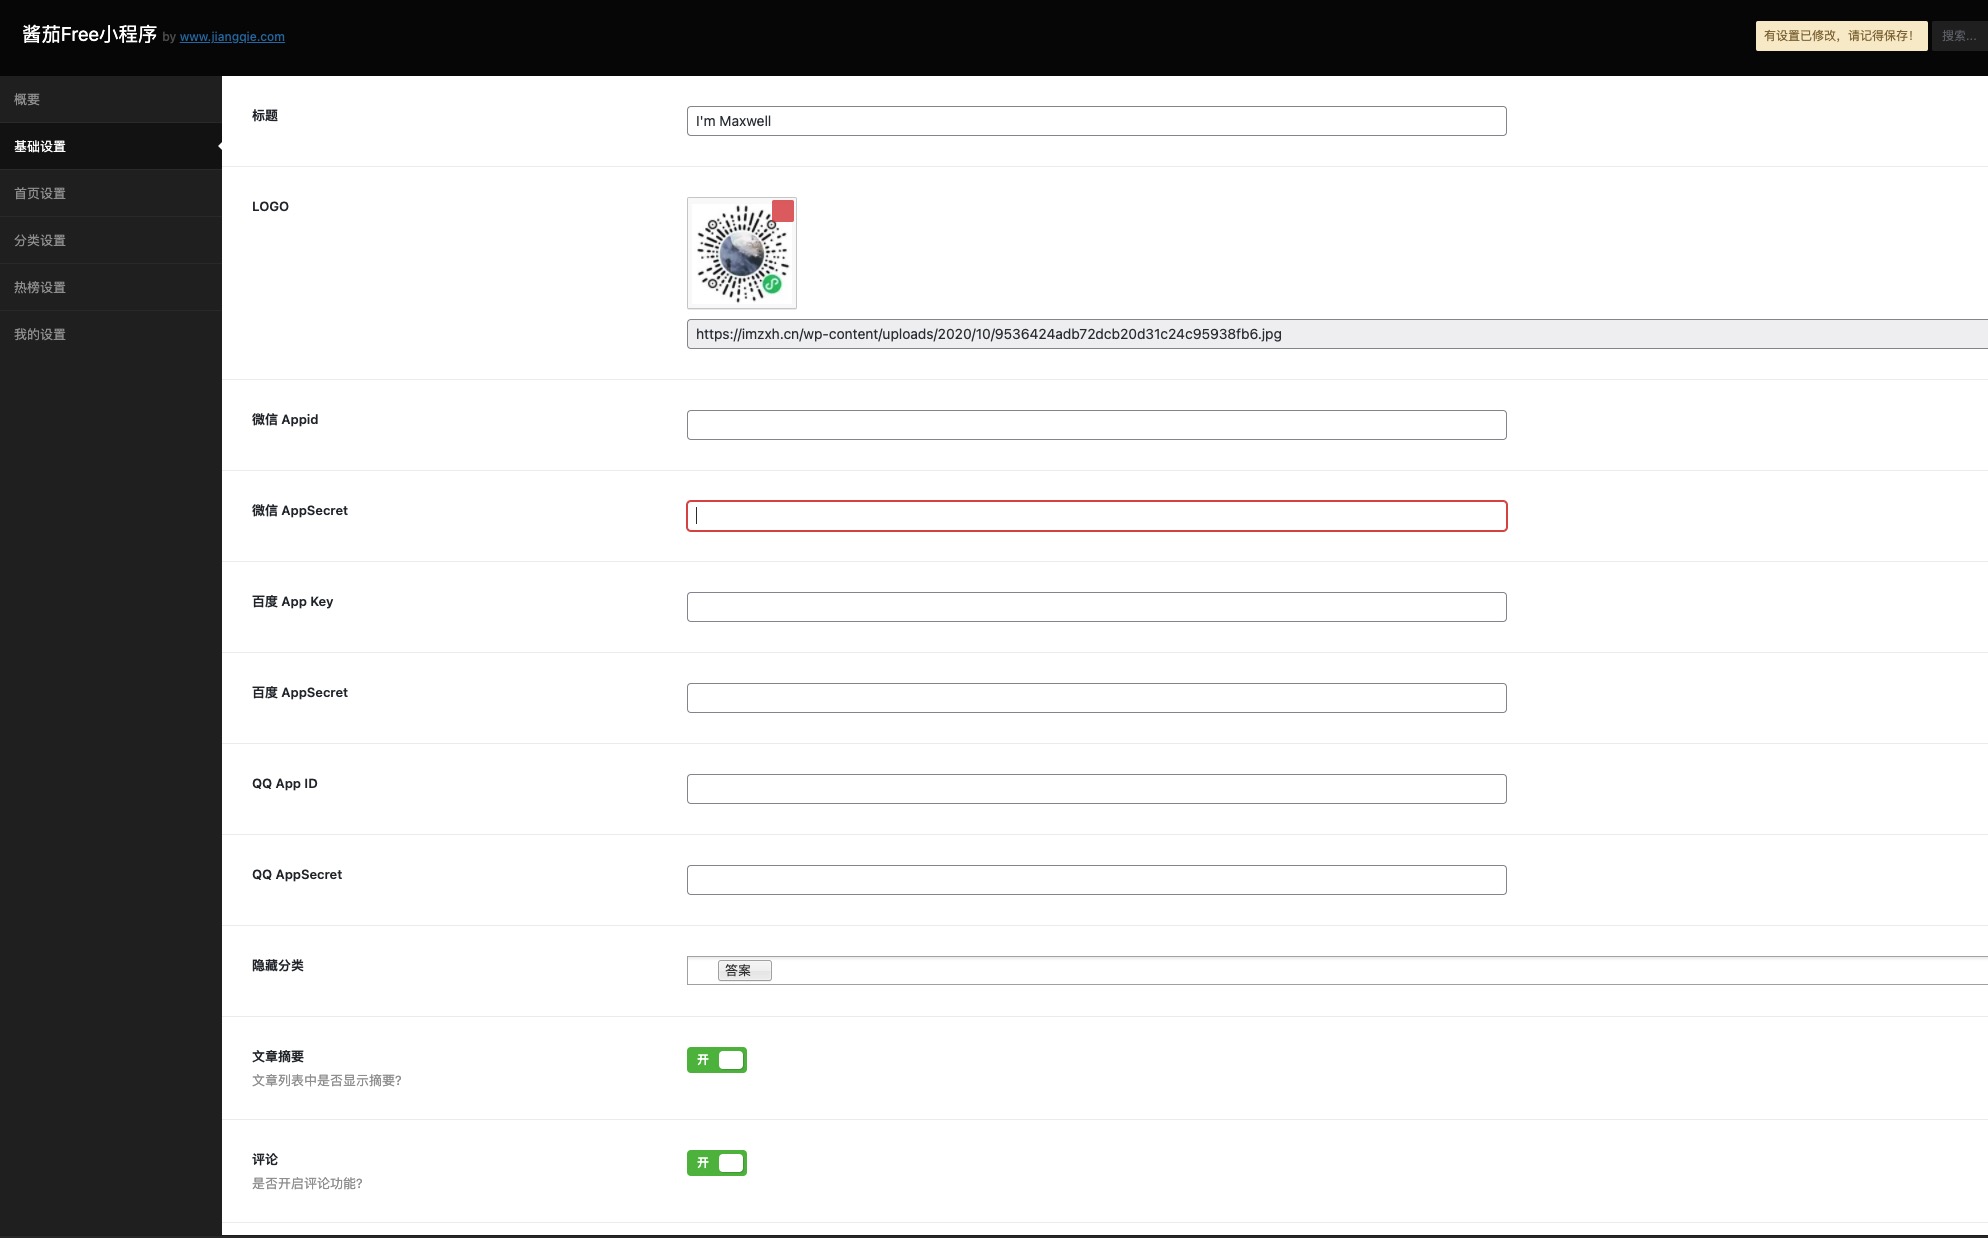 酱茄Free小程序 by www.jiangqie.com
有设置已修改，请记得保存！
搜索...
概要
基础设置
首页设置
分类设置
热榜设置
我的设置
标题
I'm Maxwell
LOGO
https://imzxh.cn/wp-content/uploads/2020/10/9536424adb72dcb20d31c24c95938fb6.jpg
微信 Appid
微信 AppSecret
百度 App Key
百度 AppSecret
QQ App ID
QQ AppSecret
隐藏分类
答案
文章摘要
开
文章列表中是否显示摘要?
评论
开
是否开启评论功能?